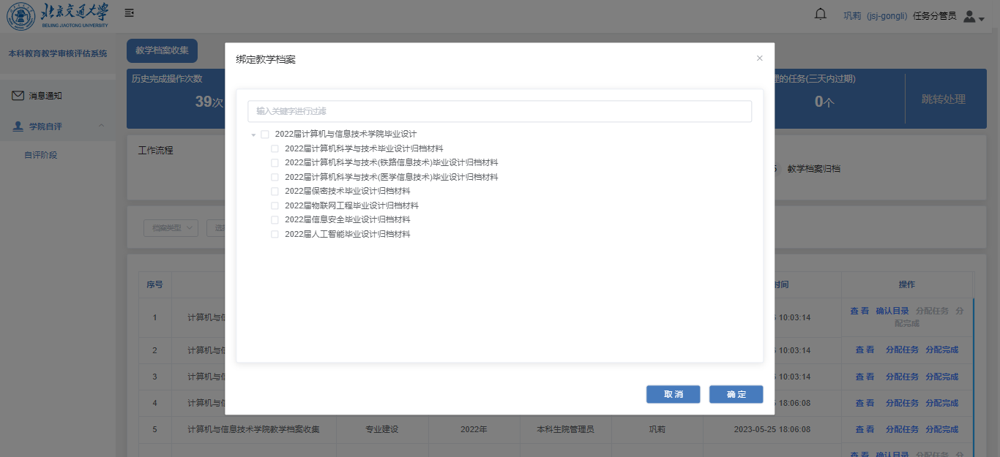 北京交通大学
BEIJING JIAOTONG UNIVERSITY
巩莉 (jsj-gongli) 任务分管员
本科教育教学审核评估系统
消息通知
学院自评
自评阶段
教学档案收集
历史完成操作次数
39次
理的任务(三天内过期)
0个
跳转处理
工作流程
教学档案归档
档案类型
绑定教学档案
×
输入关键字进行过滤
2022届计算机与信息技术学院毕业设计
2022届计算机科学与技术毕业设计归档材料
2022届计算机科学与技术(铁路信息技术)毕业设计归档材料
2022届计算机科学与技术(医学信息技术)毕业设计归档材料
2022届保密技术毕业设计归档材料
2022届物联网工程毕业设计归档材料
2022届信息安全毕业设计归档材料
2022届人工智能毕业设计归档材料
取消
确定
序号 时间 操作
1 计算机与信 10:03:14 查看 确认目录 分配任务 分配完成
2 计算机与信 10:03:14 查看 分配任务 分配完成
3 计算机与信 10:03:14 查看 分配任务 分配完成
4 计算机与信 18:06:08 查看 分配任务 分配完成
5 计算机与信息技术学院教学档案收集 专业建设 2022年 本科生院管理员 巩莉 2023-05-25 18:06:08 查看 分配任务 分配完成
查看 确认目录 分配任务 分